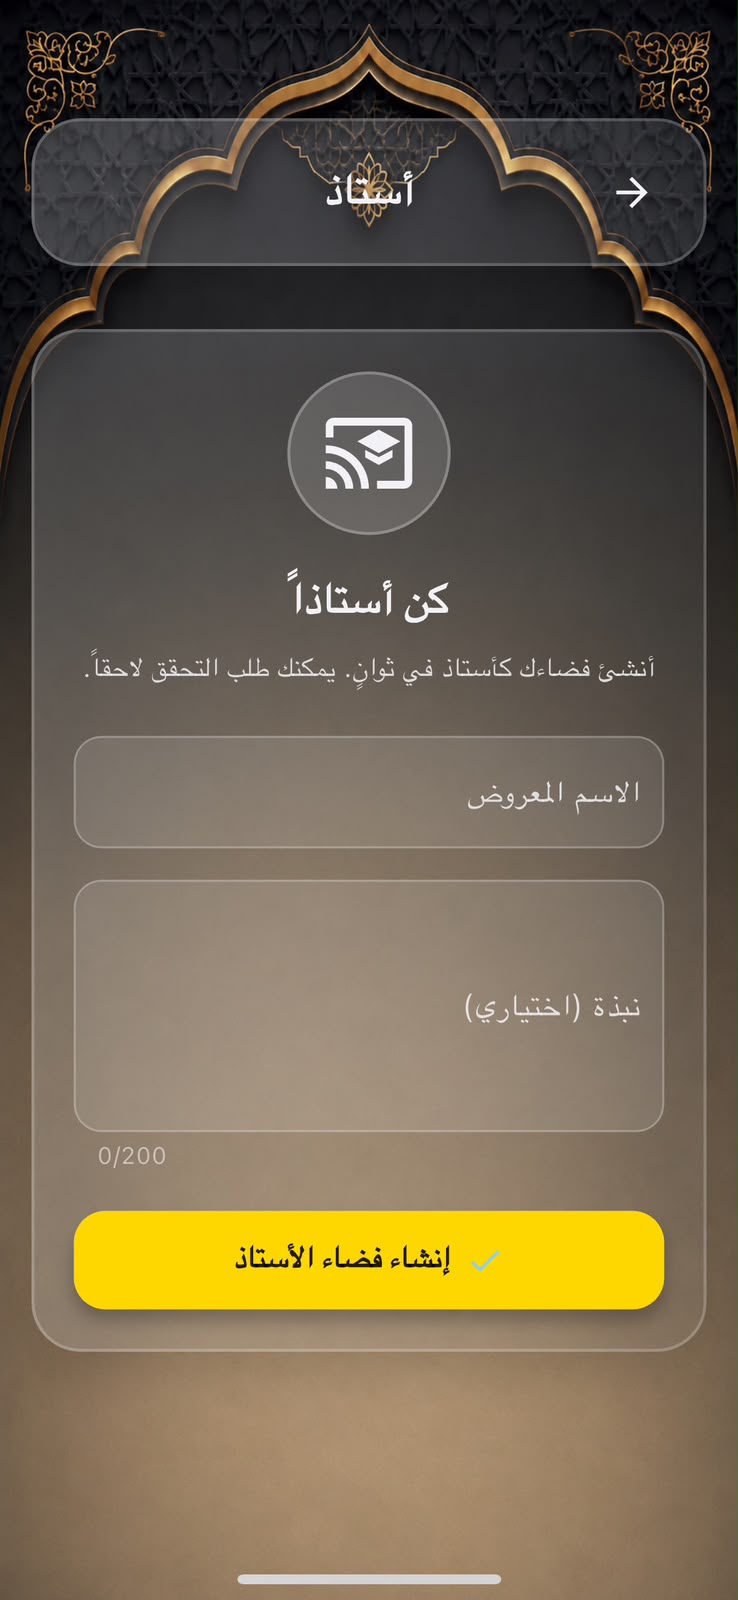 أستاذ
كن أستاذاً
أنشئ فضاءك كأستاذ في ثوانٍ. يمكنك طلب التحقق لاحقاً.
الاسم المعروض
نبذة (اختياري)
0/200
إنشاء فضاء الأستاذ